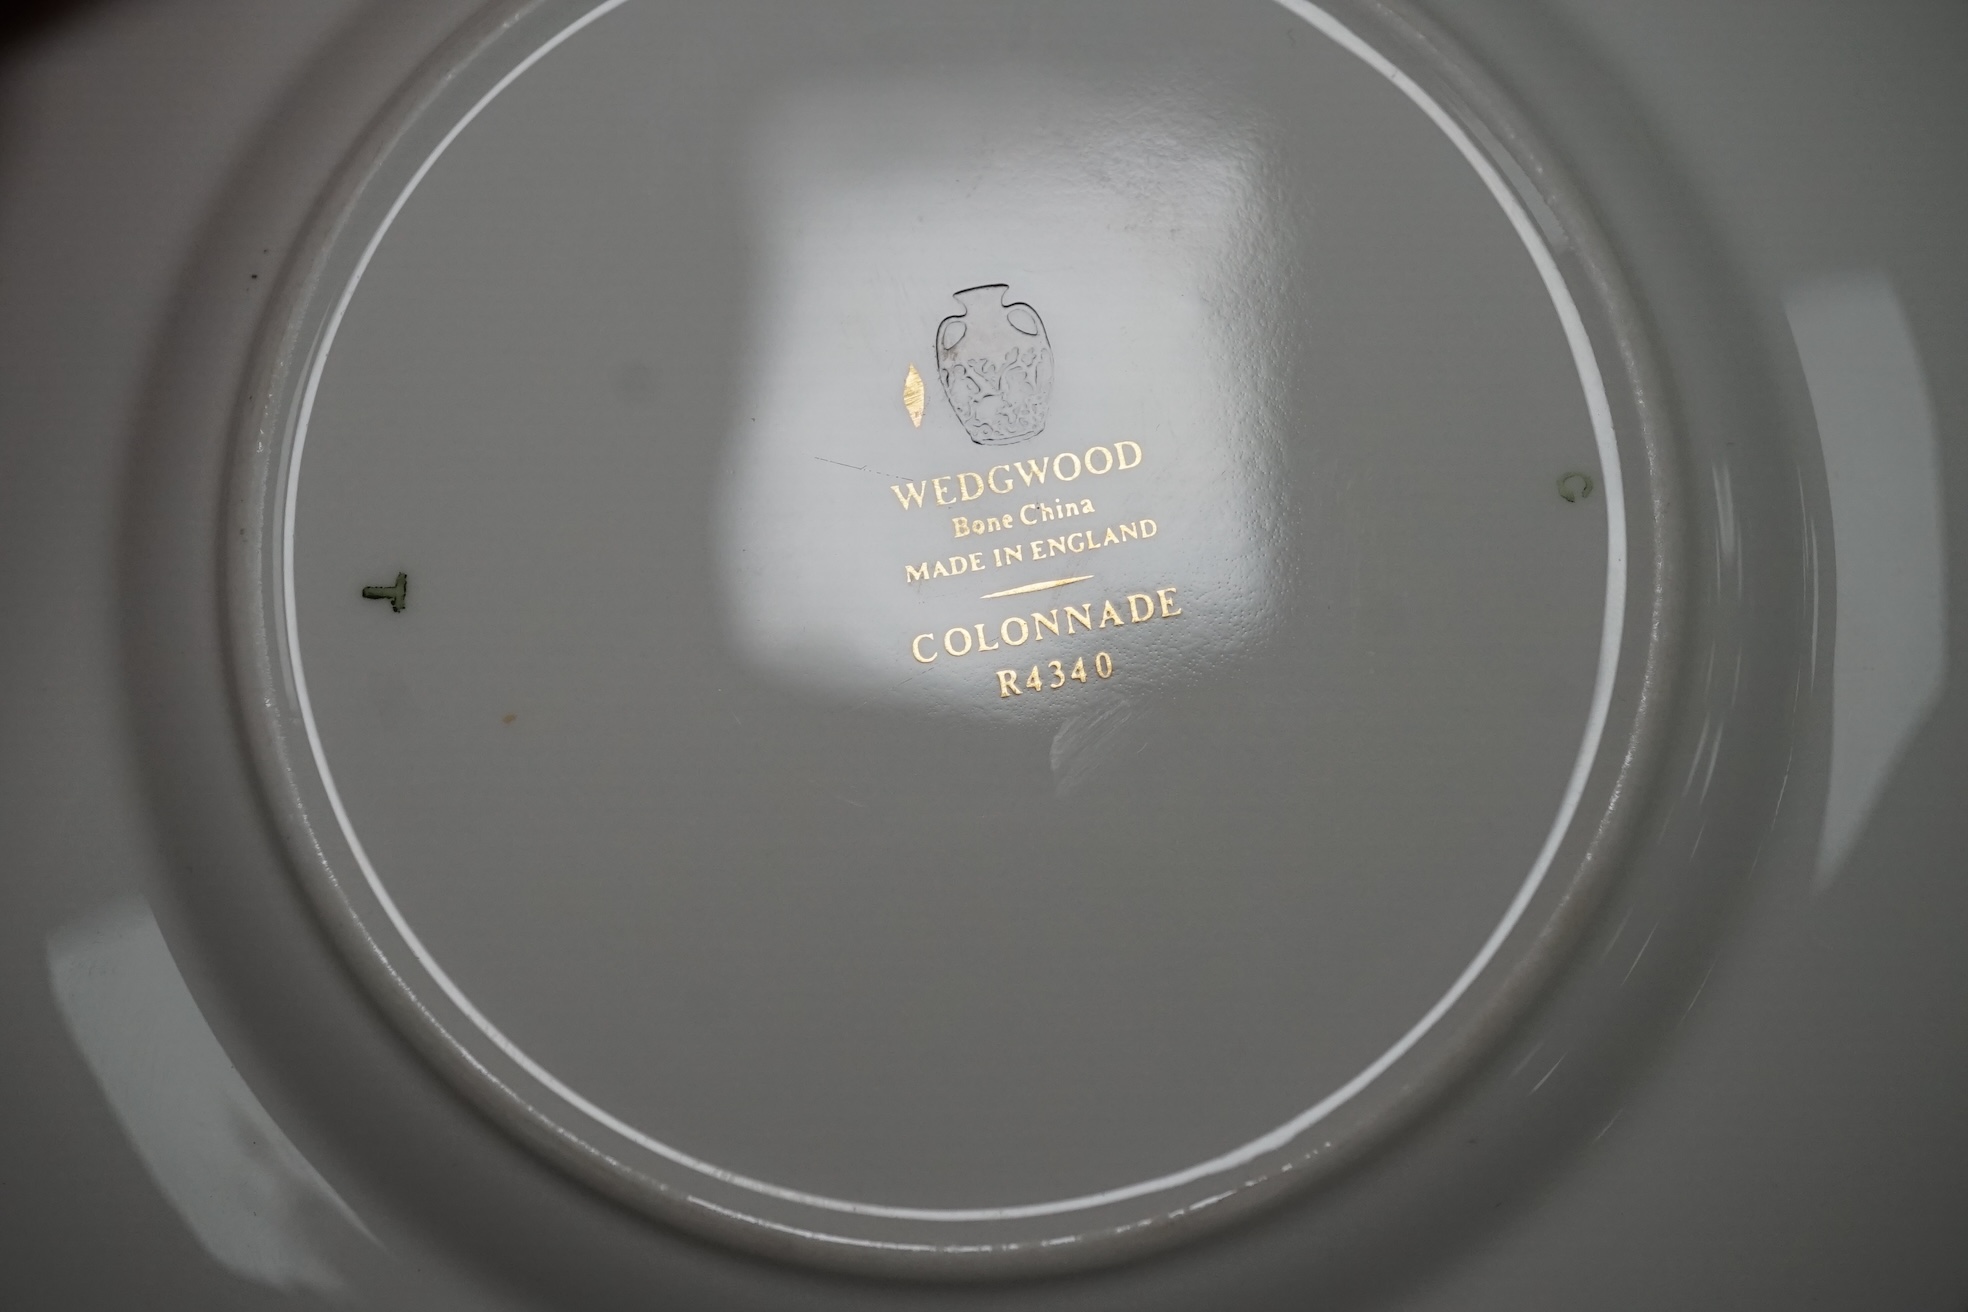 WEDGWOOD
Bone China
MADE IN ENGLAND
COLONNADE
R4340
T
C